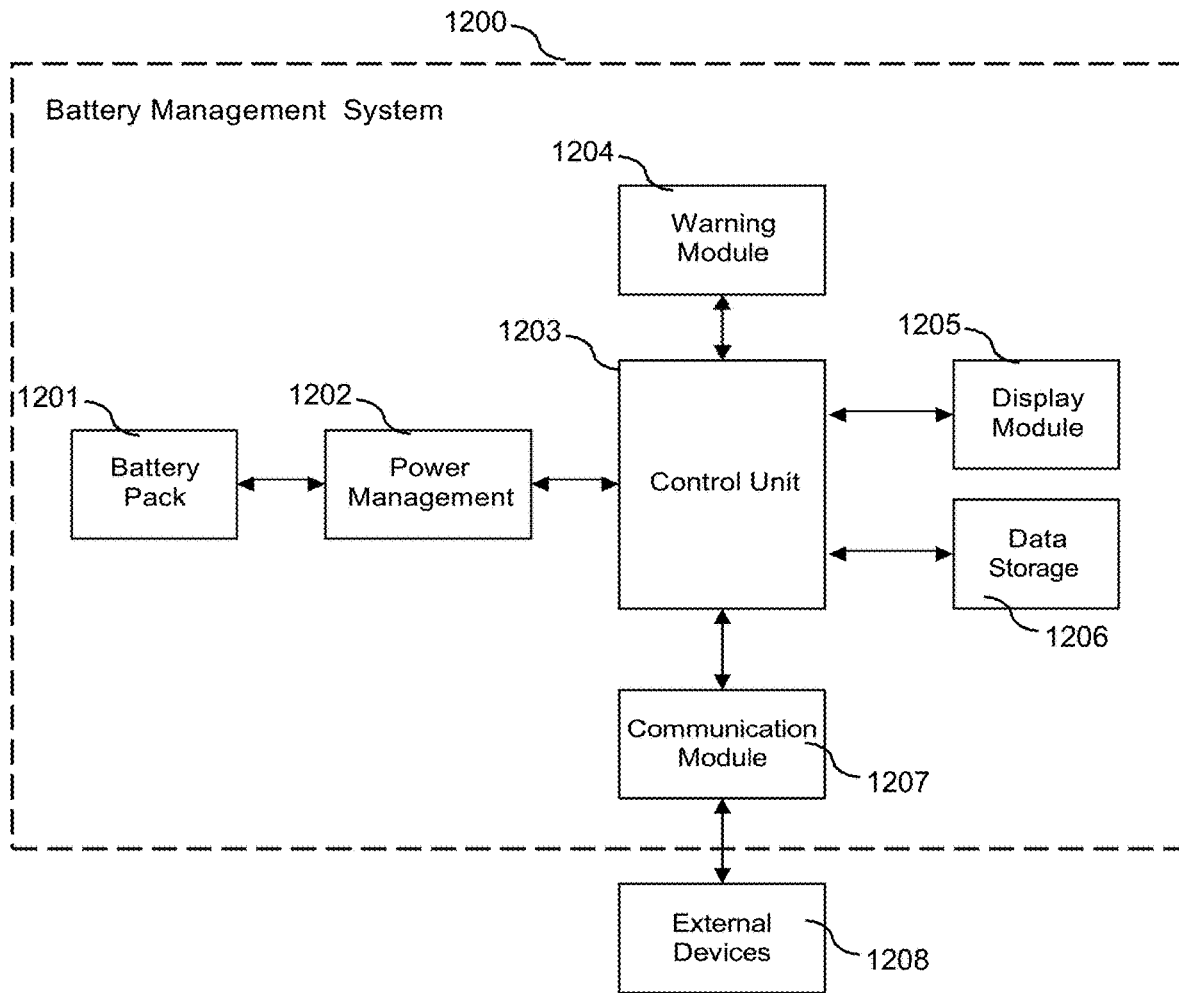 1200
Battery Management System
1204
Warning
Module
1203
1205
1201
1202
Display
Module
Battery
Pack
Power
Management
Control Unit
Data
Storage
1206
Communication
Module
1207
External
Devices
1208